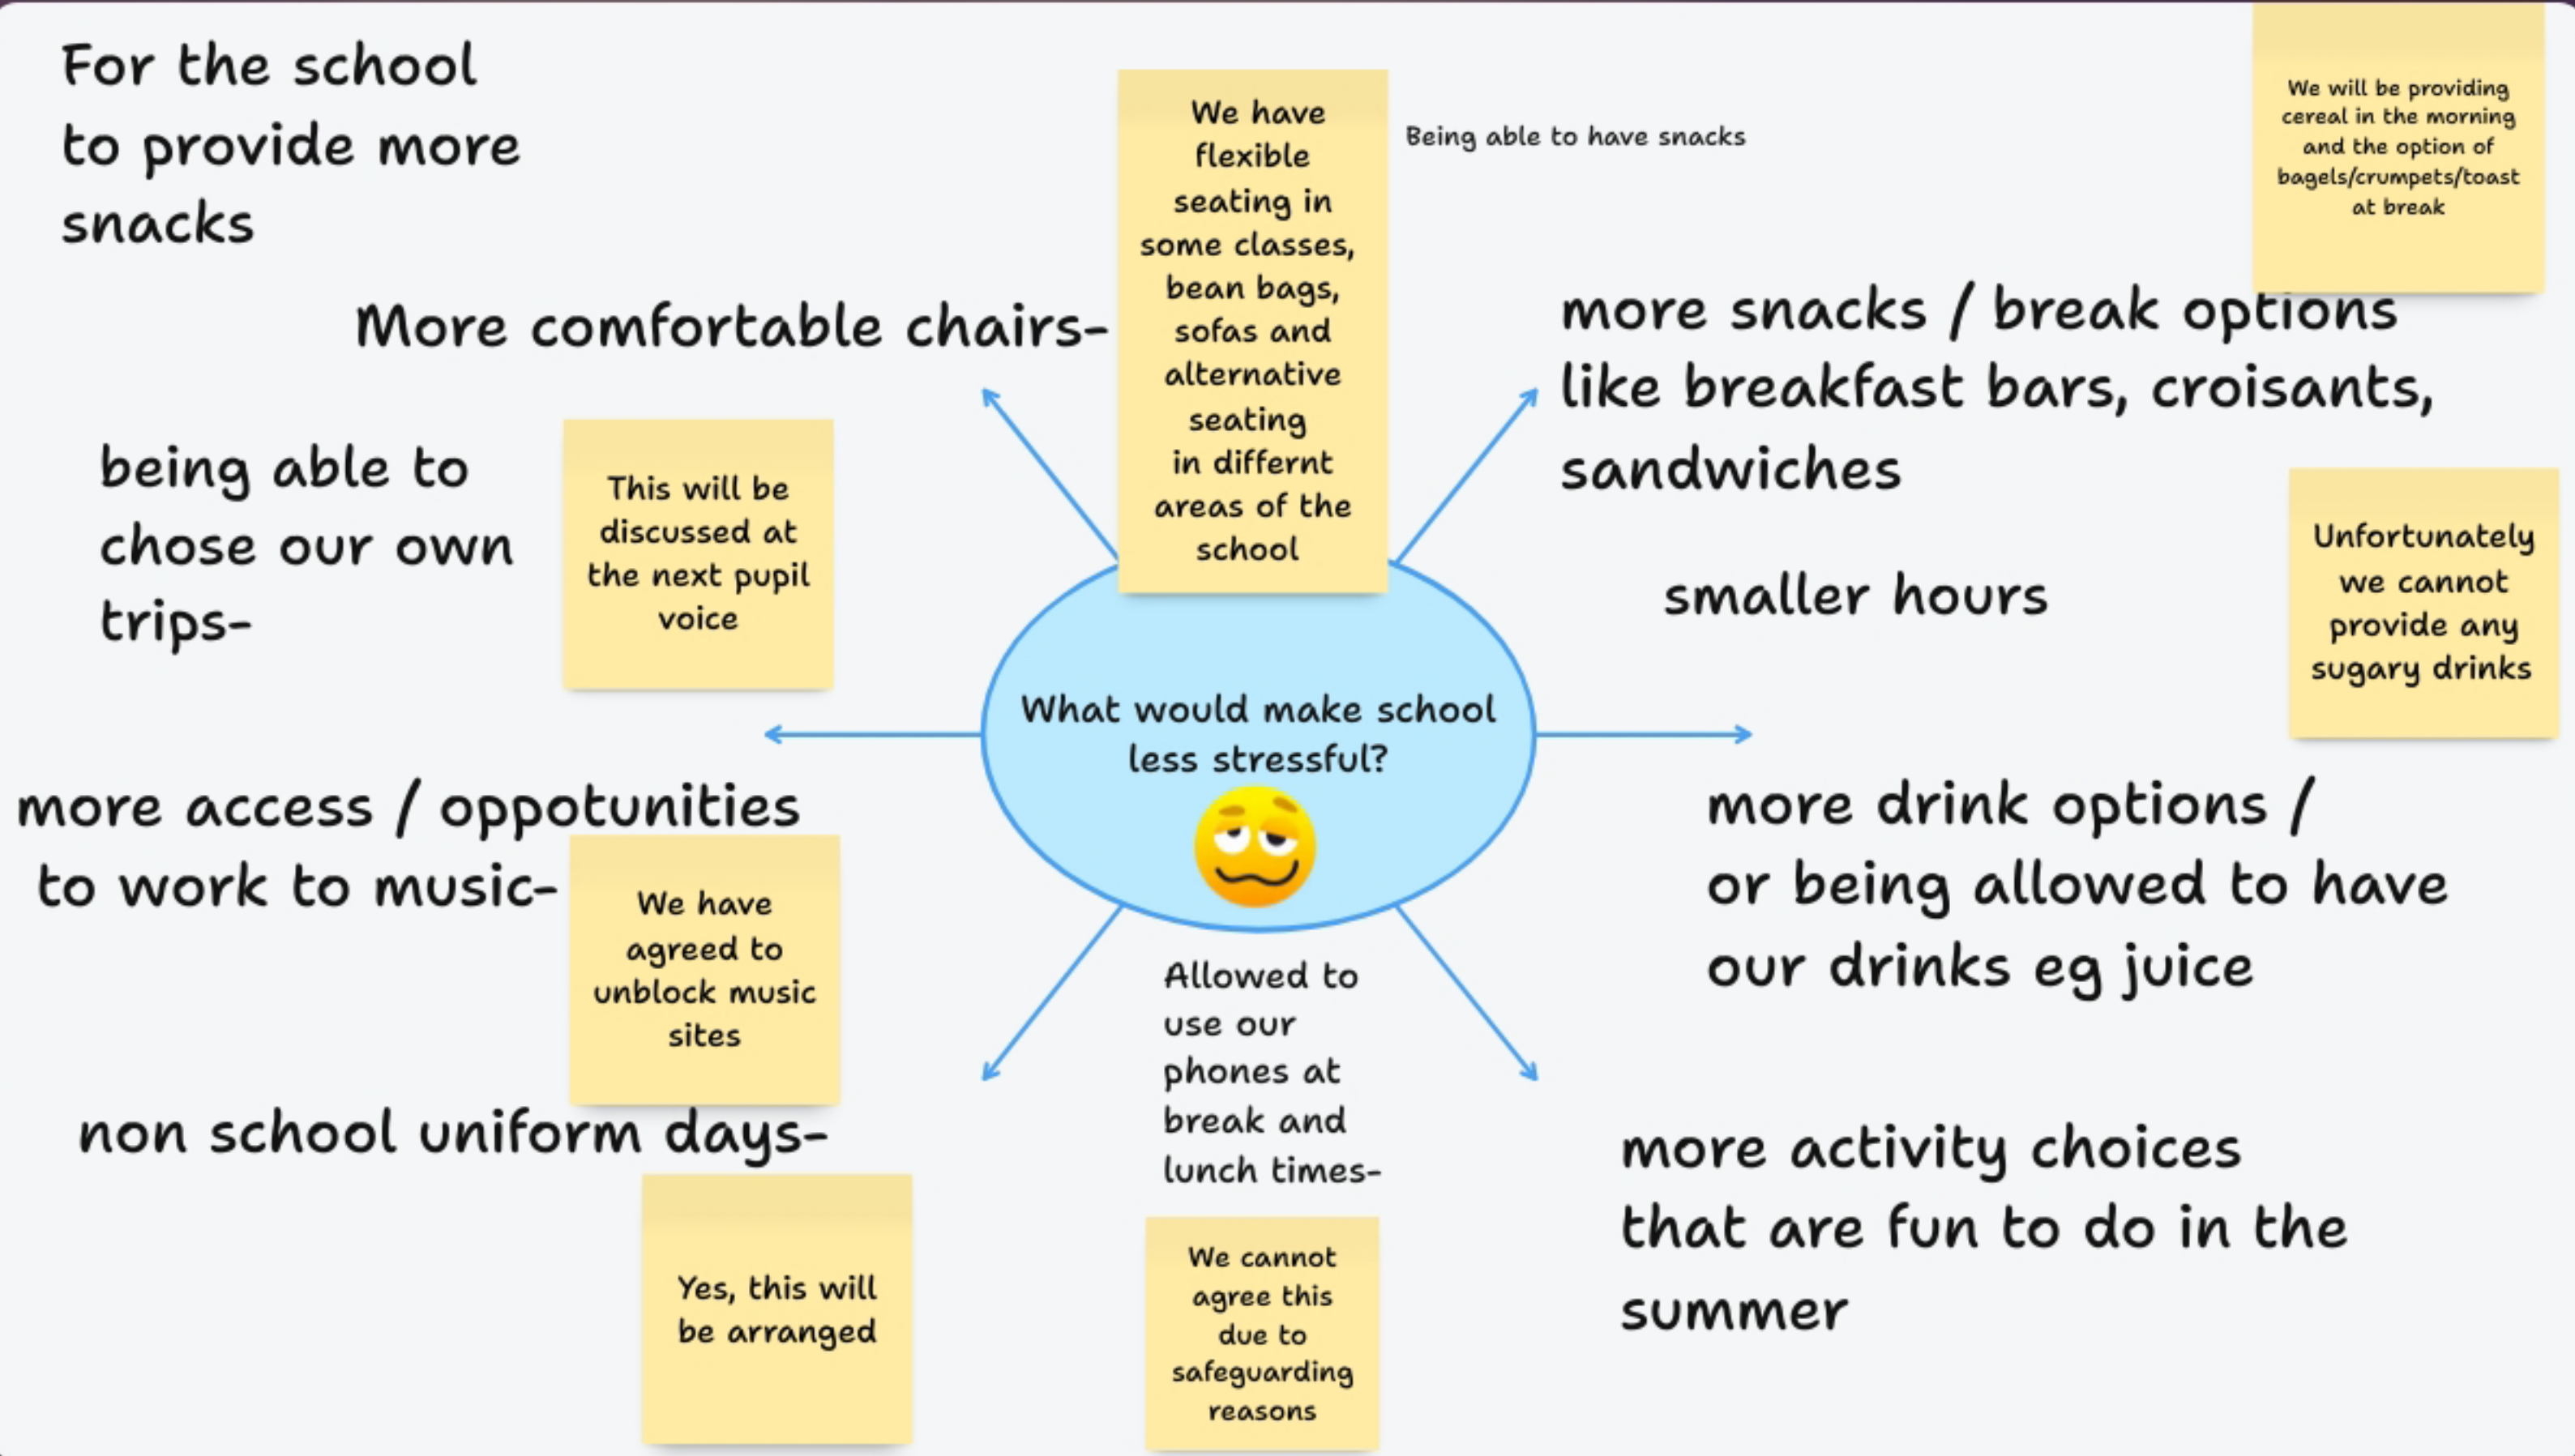 For the school
to provide more
snacks
We have
flexible
seating in
some classes,
bean bags,
sofas and
alternative
seating
in differnt
areas of the
school
Being able to have snacks
We will be providing
cereal in the morning
and the option of
bagels/crumpets/toast
at break
More comfortable chairs-
more snacks / break options
like breakfast bars, croisants,
sandwiches
being able to
chose our own
trips-
This will be
discussed at
the next pupil
voice
smaller hours
Unfortunately
we cannot
provide any
sugary drinks
What would make school
less stressful?
more access / oppotunities
to work to music-
We have
agreed to
unblock music
sites
more drink options /
or being allowed to have
our drinks eg juice
Allowed to
use our
phones at
break and
lunch times-
We cannot
agree this
due to
safeguarding
reasons
non school uniform days-
Yes, this will
be arranged
more activity choices
that are fun to do in the
summer